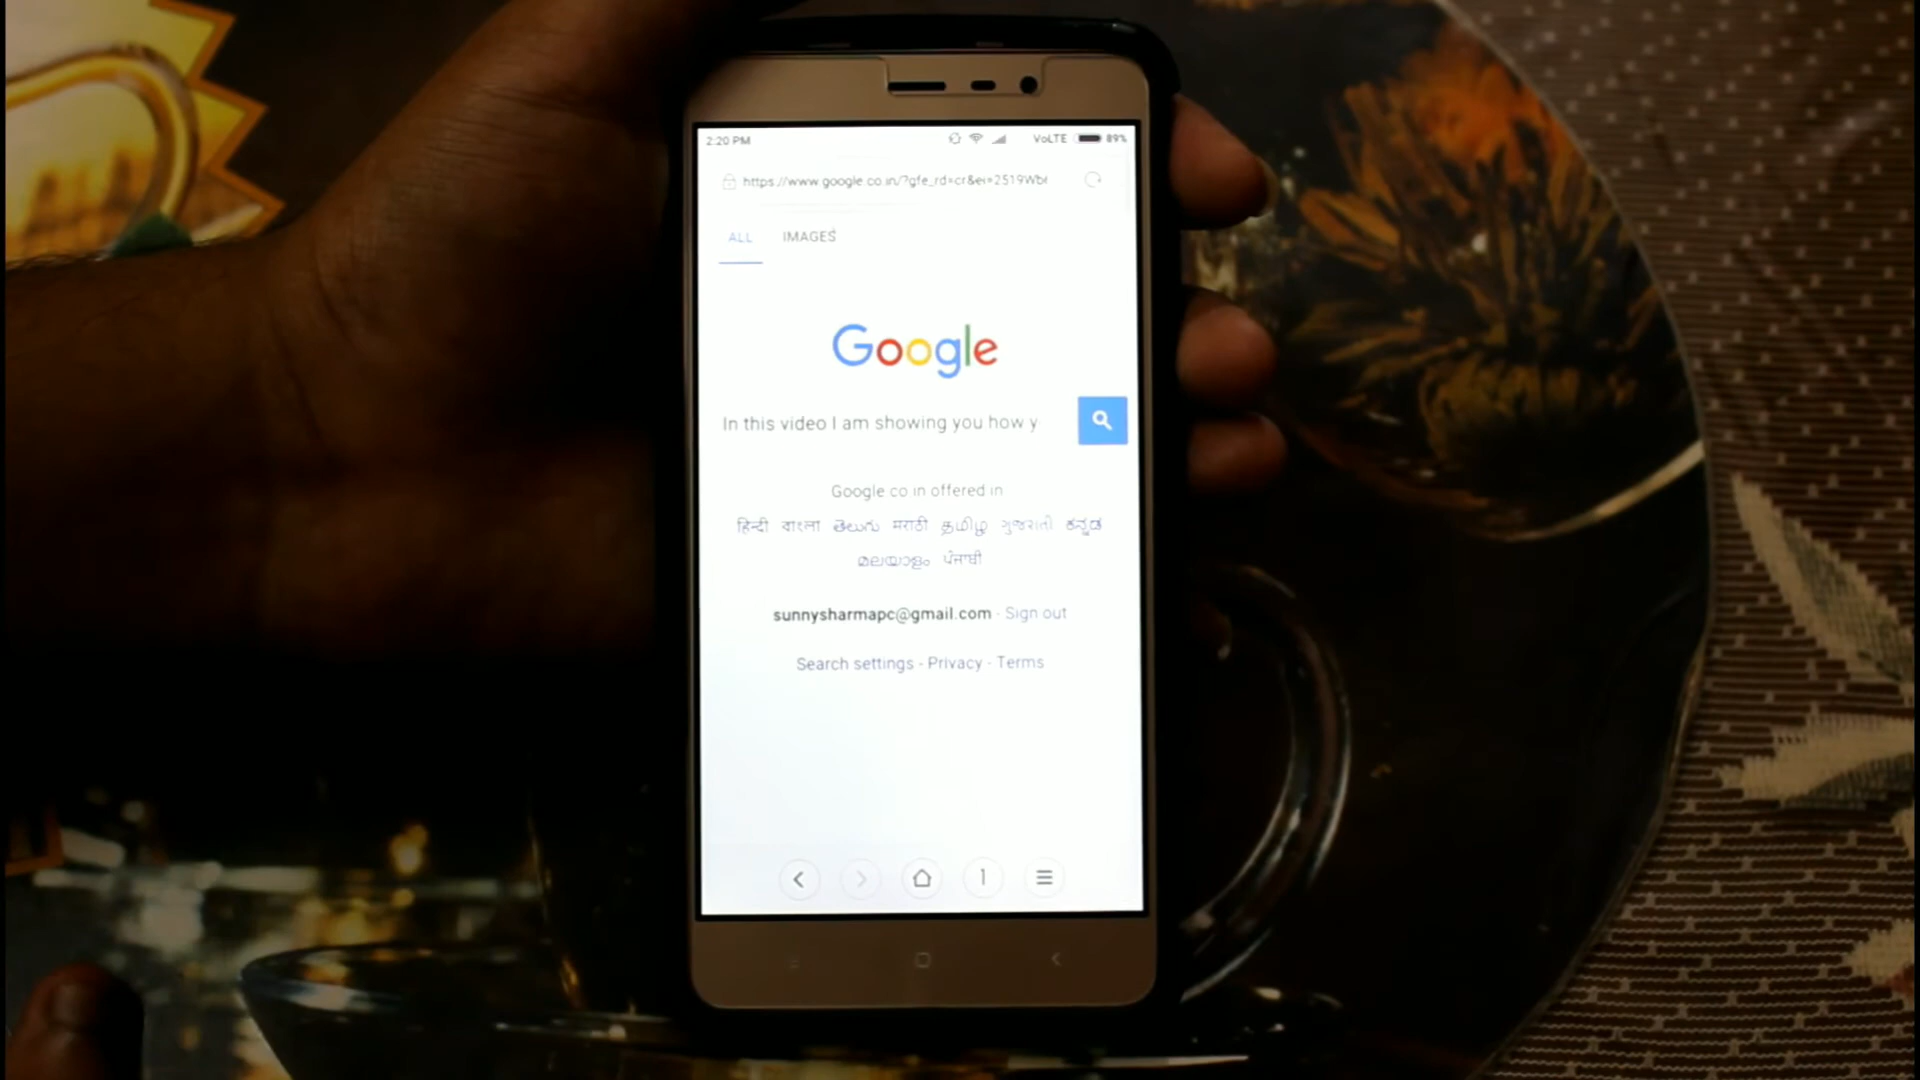 2:20 PM VoLTE 89%
https://www.google.co.in/?gfe_rd=cr&ei=2519Wb
ALL IMAGES
Google
In this video I am showing you how y
Google co in offered in
हिन्दी বাংলা తెలుగు मराठी தமிழ் ગુજરાતી ಕನ್ನಡ
മലയാളം ਪੰਜਾਬੀ
sunnysharmapc@gmail.com - Sign out
Search settings - Privacy - Terms
1